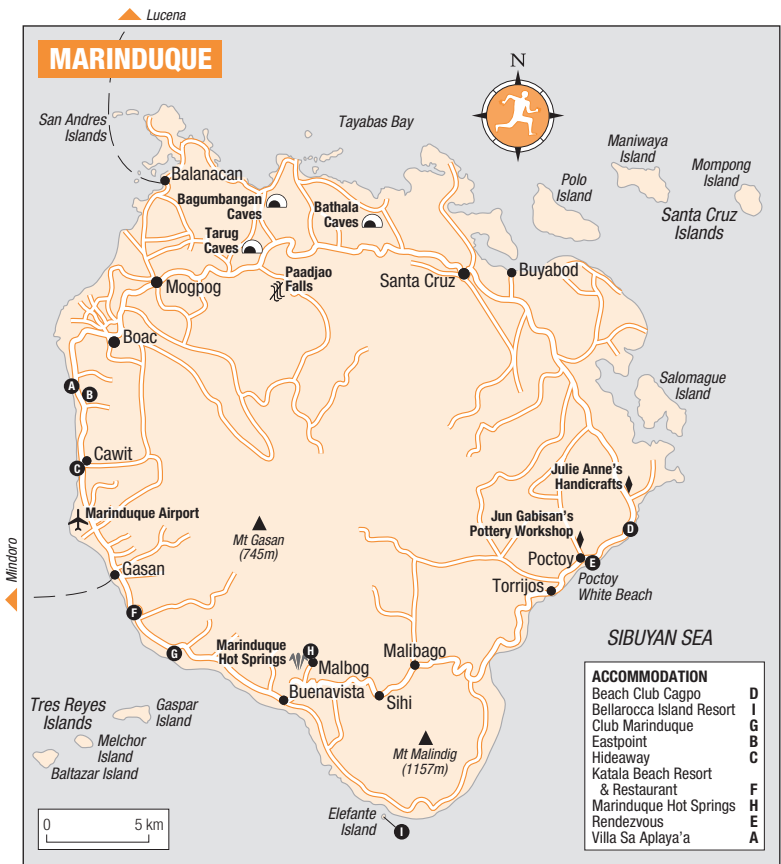 Lucena
MARINDUQUE
N
San Andres
Islands
Tayabas Bay
Maniwaya
Island
Mompong
Island
Polo
Island
Santa Cruz
Islands
Balanacan
Bagumbangan
Caves
Bathala
Caves
Tarug
Caves
Paadjao
Falls
Mogpog
Santa Cruz
Buyabod
Boac
A
B
Salomague
Island
Cawit
C
Julie Anne's
Handicrafts
Marinduque Airport
Mt Gasan
(745m)
Jun Gabisan's
Pottery Workshop
D
Poctoy
E
Poctoy
White Beach
Mindoro
Gasan
Torrijos
F
G
Marinduque
Hot Springs
H
Malbog
Malibago
SIBUYAN SEA
Buenavista
Sihi
Tres Reyes
Islands
Gaspar
Island
Melchor
Island
Baltazar Island
Mt Malindig
(1157m)
Elefante
Island
I
0 5 km
ACCOMMODATION
Beach Club Cagpo D
Bellarocca Island Resort I
Club Marinduque G
Eastpoint B
Hideaway C
Katala Beach Resort
& Restaurant F
Marinduque Hot Springs H
Rendezvous E
Villa Sa Aplaya'a A